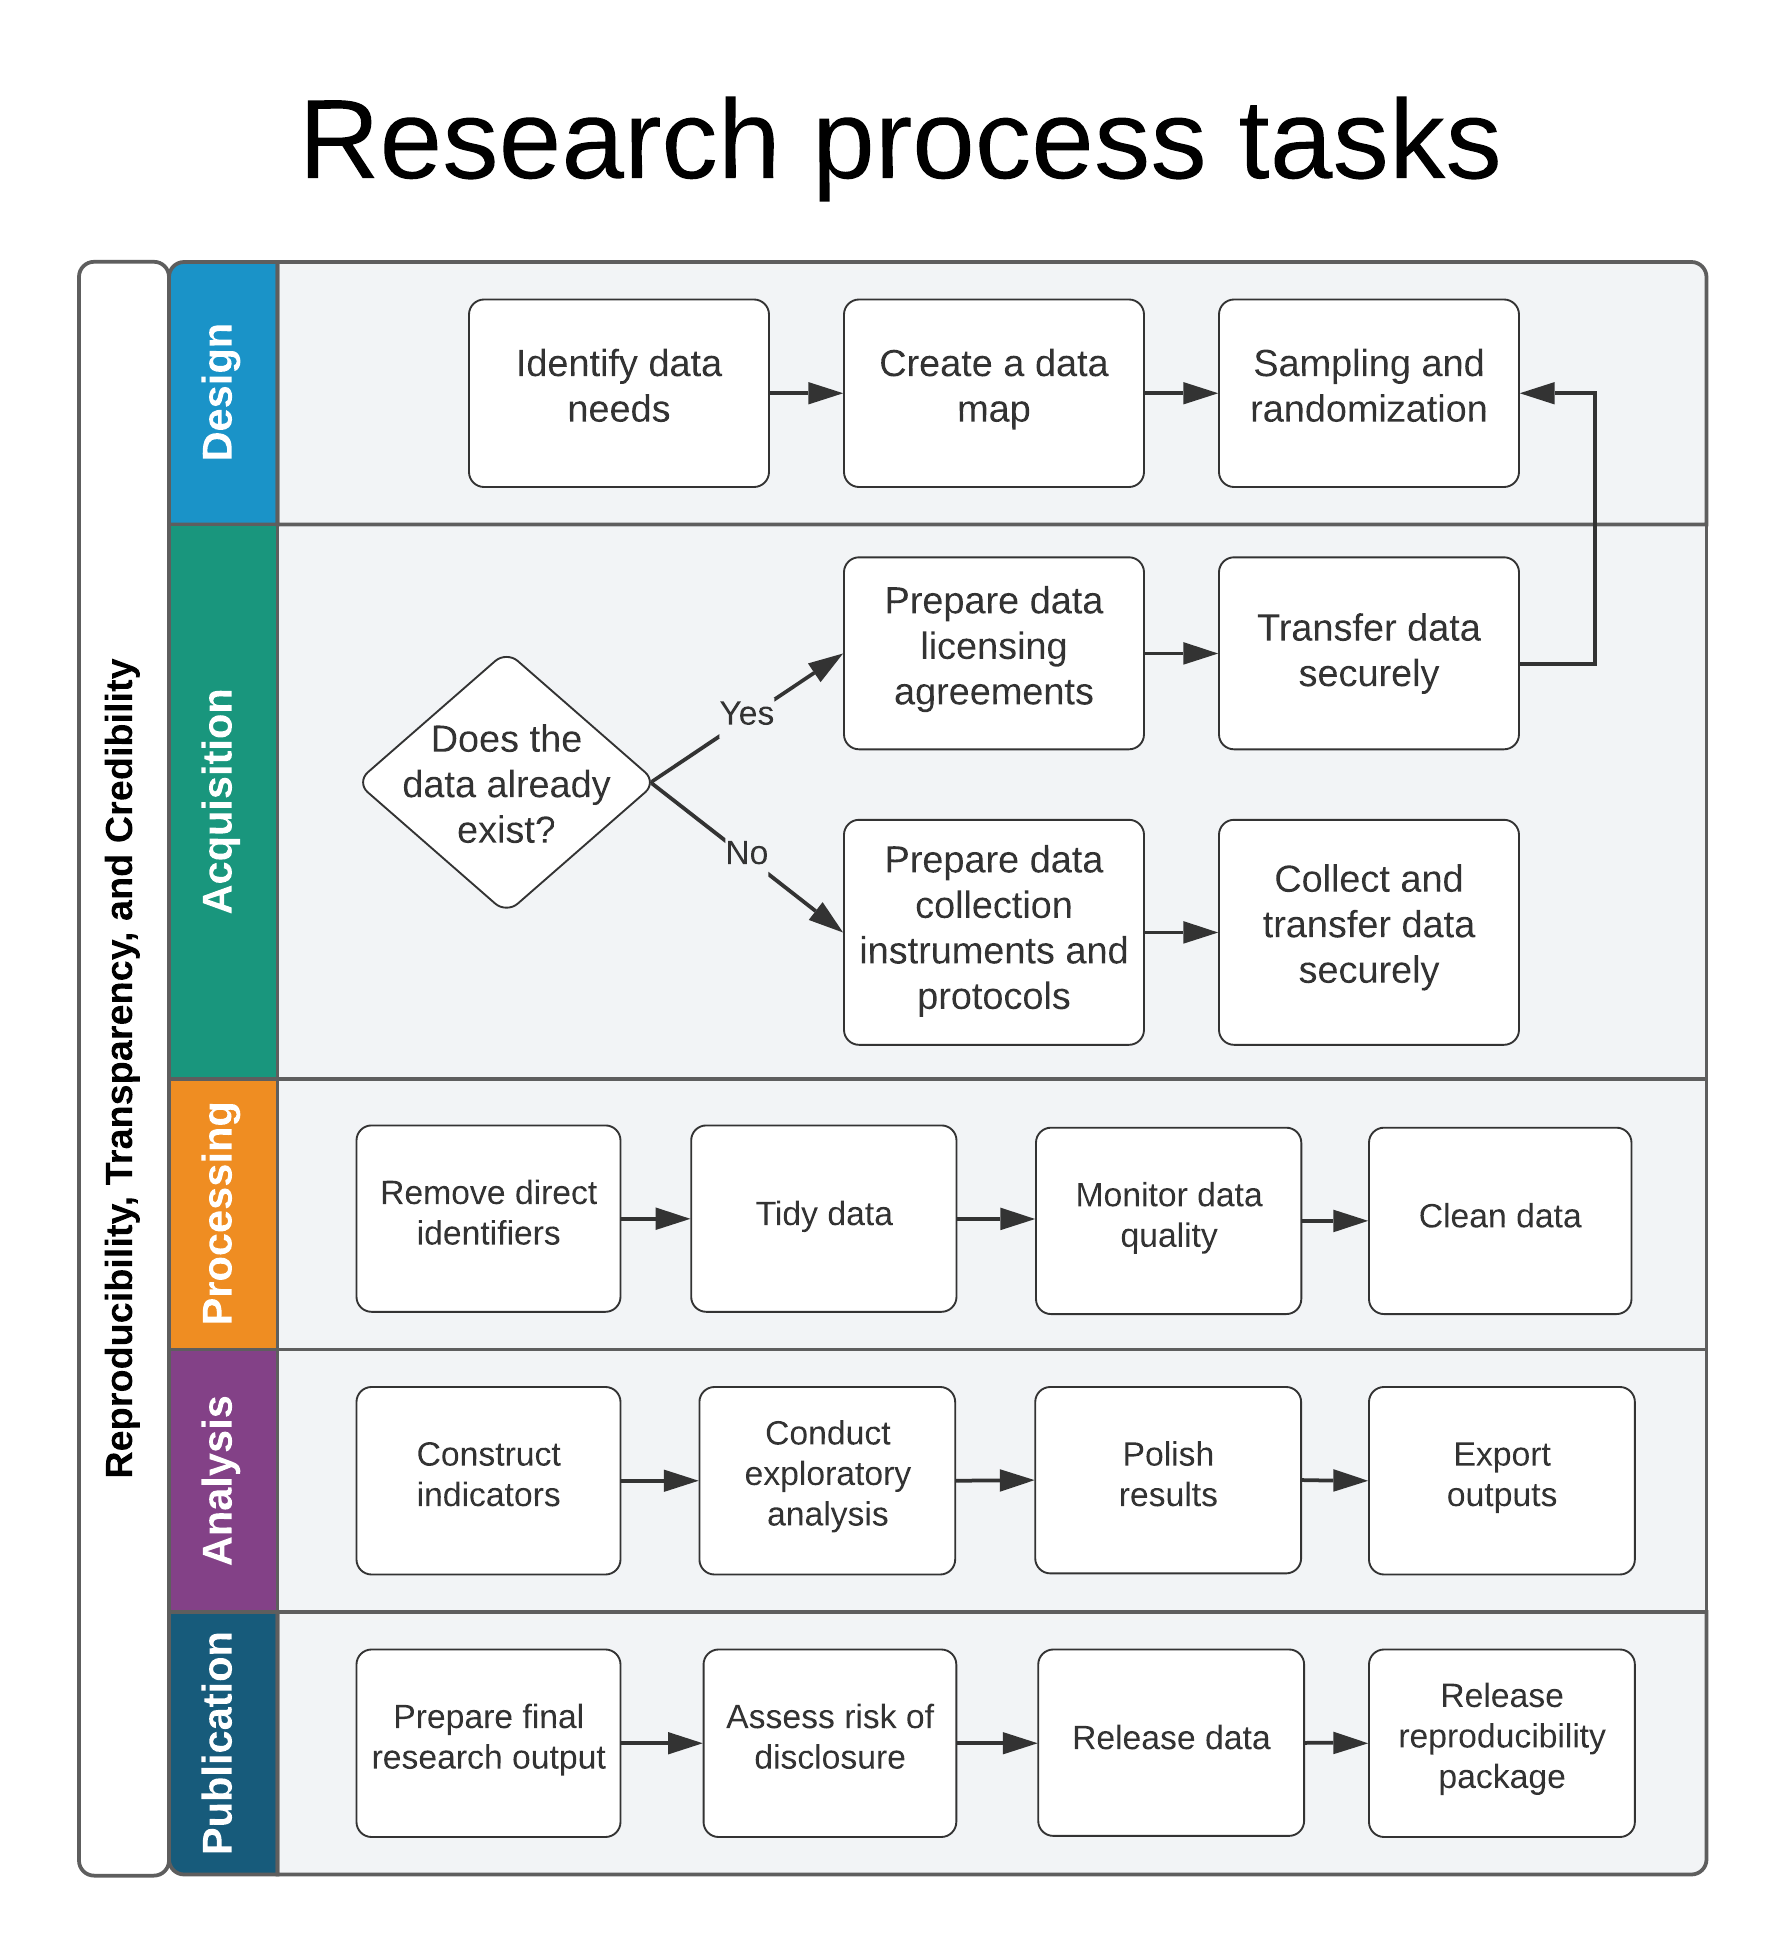 Research process tasks
Reproducibility, Transparency, and Credibility
Design
Identify data
needs
Create a data
map
Sampling and
randomization
Acquisition
Does the
data already
exist?
Yes
No
Prepare data
licensing
agreements
Transfer data
securely
Prepare data
collection
instruments and
protocols
Collect and
transfer data
securely
Processing
Remove direct
identifiers
Tidy data
Monitor data
quality
Clean data
Analysis
Construct
indicators
Conduct
exploratory
analysis
Polish
results
Export
outputs
Publication
Prepare final
research output
Assess risk of
disclosure
Release data
Release
reproducibility
package